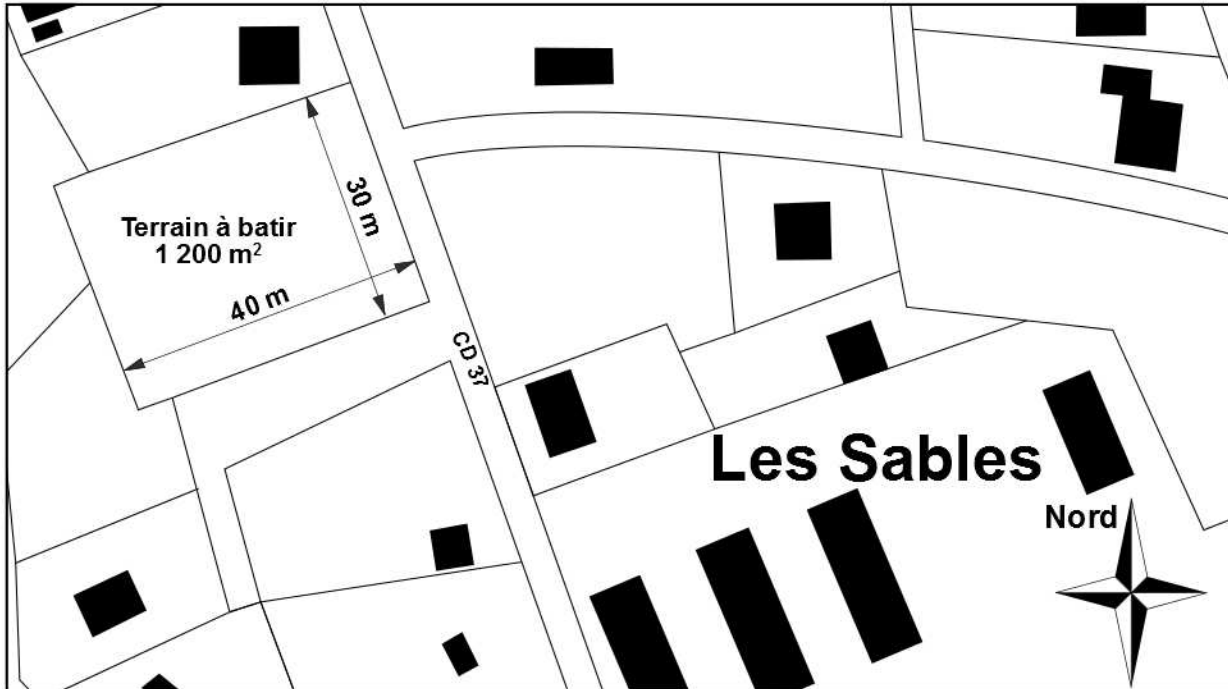 Terrain à batir
1 200 m²
30 m
40 m
CD 37
Les Sables
Nord